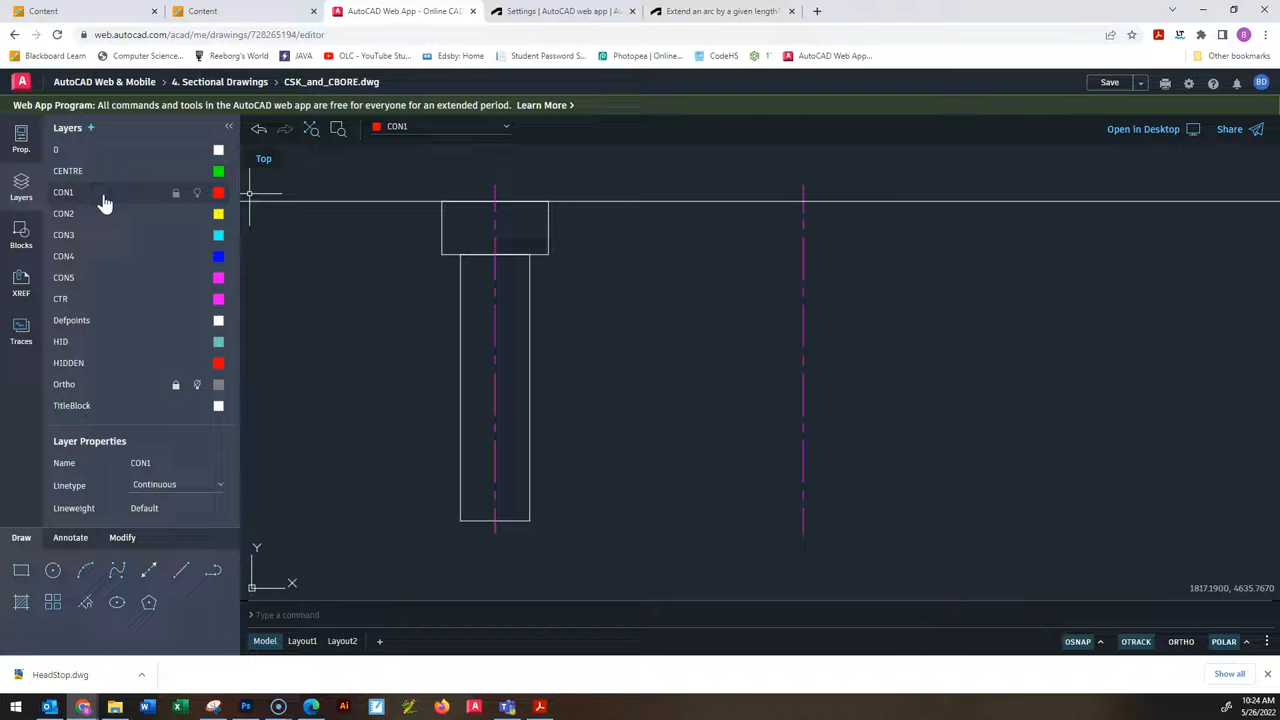 Content
Content
AutoCAD Web App - Online CAD
Settings | AutoCAD web app | Au
Extend an arc by a given length?
web.autocad.com/acad/me/drawings/728265194/editor
Blackboard
Computer Science...
Reeborg's World
JAVA
OLC - YouTube Stu...
Edsby: Home
Student Password S...
Photopea | Online...
CodeHS
AutoCAD Web App...
Other bookmarks
AutoCAD Web & Mobile > 4. Sectional Drawings > CSK_and_CBORE.dwg
Save
BD
Web App Program: All commands and tools in the AutoCAD web app are free for everyone for an extended period. Learn More >
Prop.
Layers
Blocks
XREF
Traces
Layers +
0
CENTRE
CON1
CON2
CON3
CON4
CON5
CTR
Defpoints
HID
HIDDEN
Ortho
TitleBlock
Layer Properties
Name CON1
Linetype Continuous
Lineweight Default
Draw Annotate Modify
CON1
Open in Desktop
Share
Top
Y
X
1817.1900, 4635.7670
Type a command
Model Layout1 Layout2 +
OSNAP OTRACK ORTHO POLAR
HeadStop.dwg
Show all
10:24 AM
5/26/2022